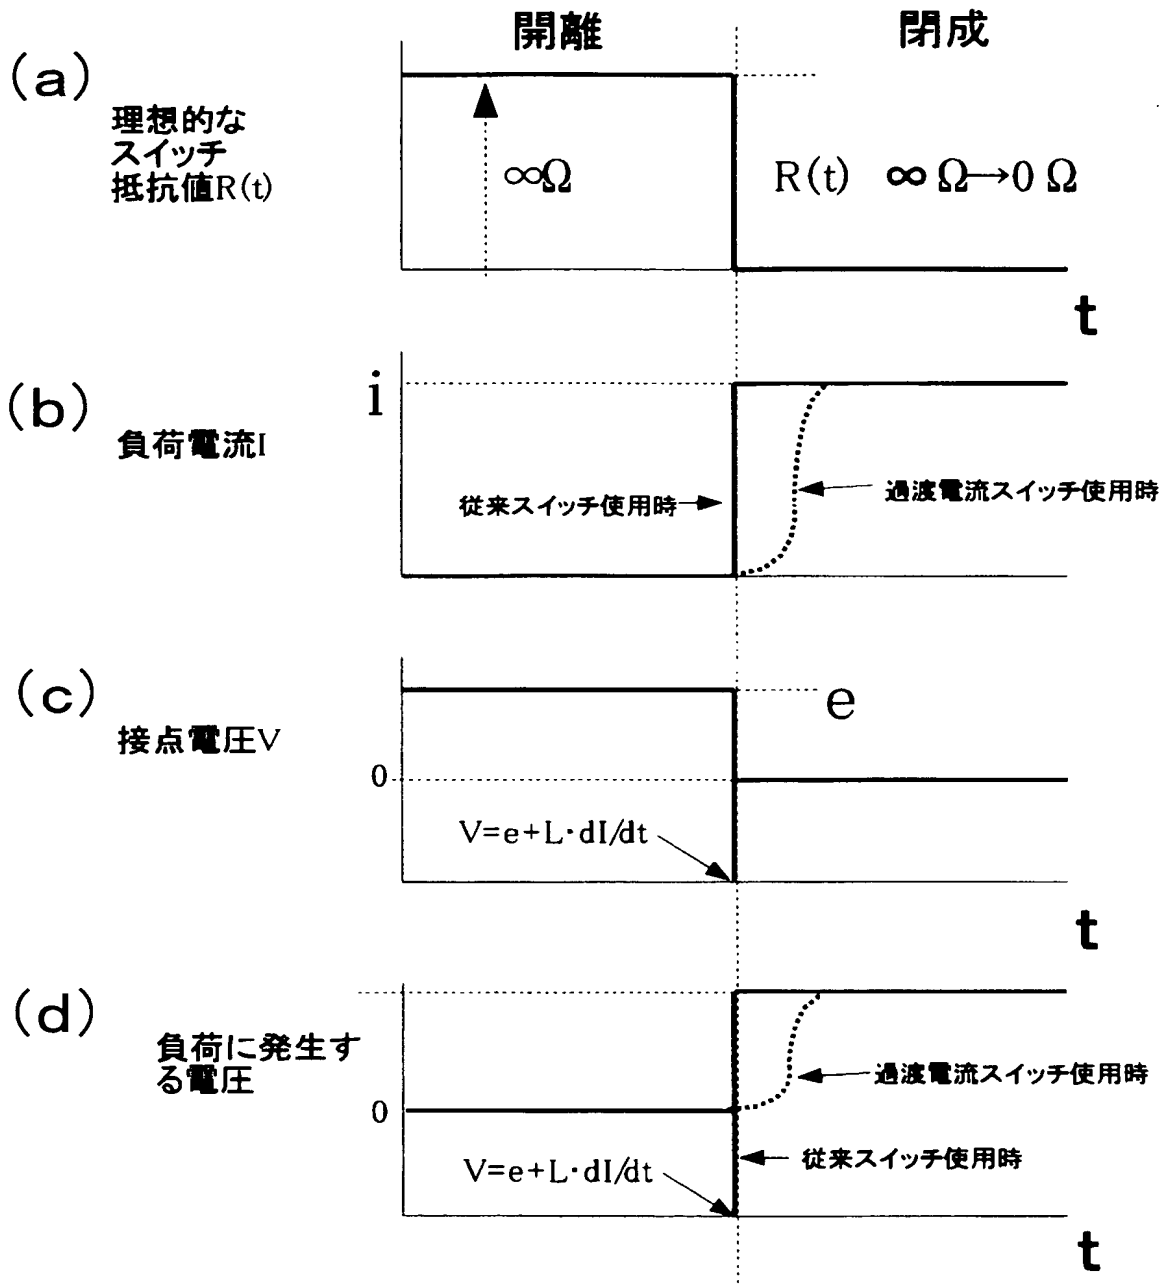 開離
閉成
(a)
理想的な
スイッチ
抵抗値R(t)
∞Ω
R(t) ∞Ω→0Ω
t
(b)
i
負荷電流I
従来スイッチ使用時
過渡電流スイッチ使用時
(c)
e
接点電圧V
0
V=e+L･dI/dt
t
(d)
負荷に発生す
る電圧
過渡電流スイッチ使用時
0
従来スイッチ使用時
V=e+L･dI/dt
t